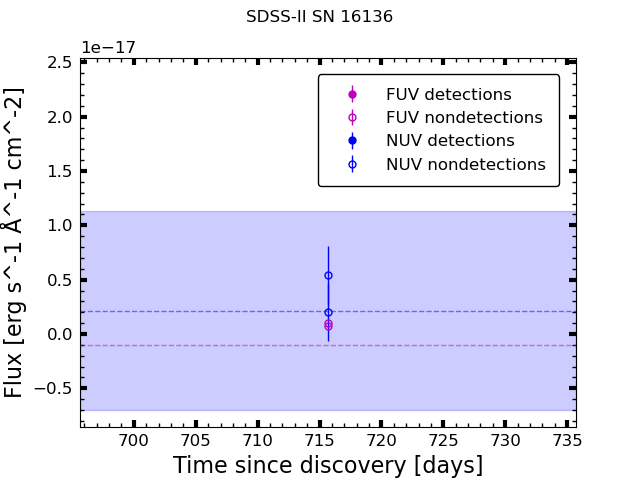 SDSS-II SN 16136
1e−17
2.5
2.0
1.5
1.0
0.5
0.0
−0.5
Flux [erg s^-1 Å^-1 cm^-2]
FUV detections
FUV nondetections
NUV detections
NUV nondetections
700 705 710 715 720 725 730 735
Time since discovery [days]